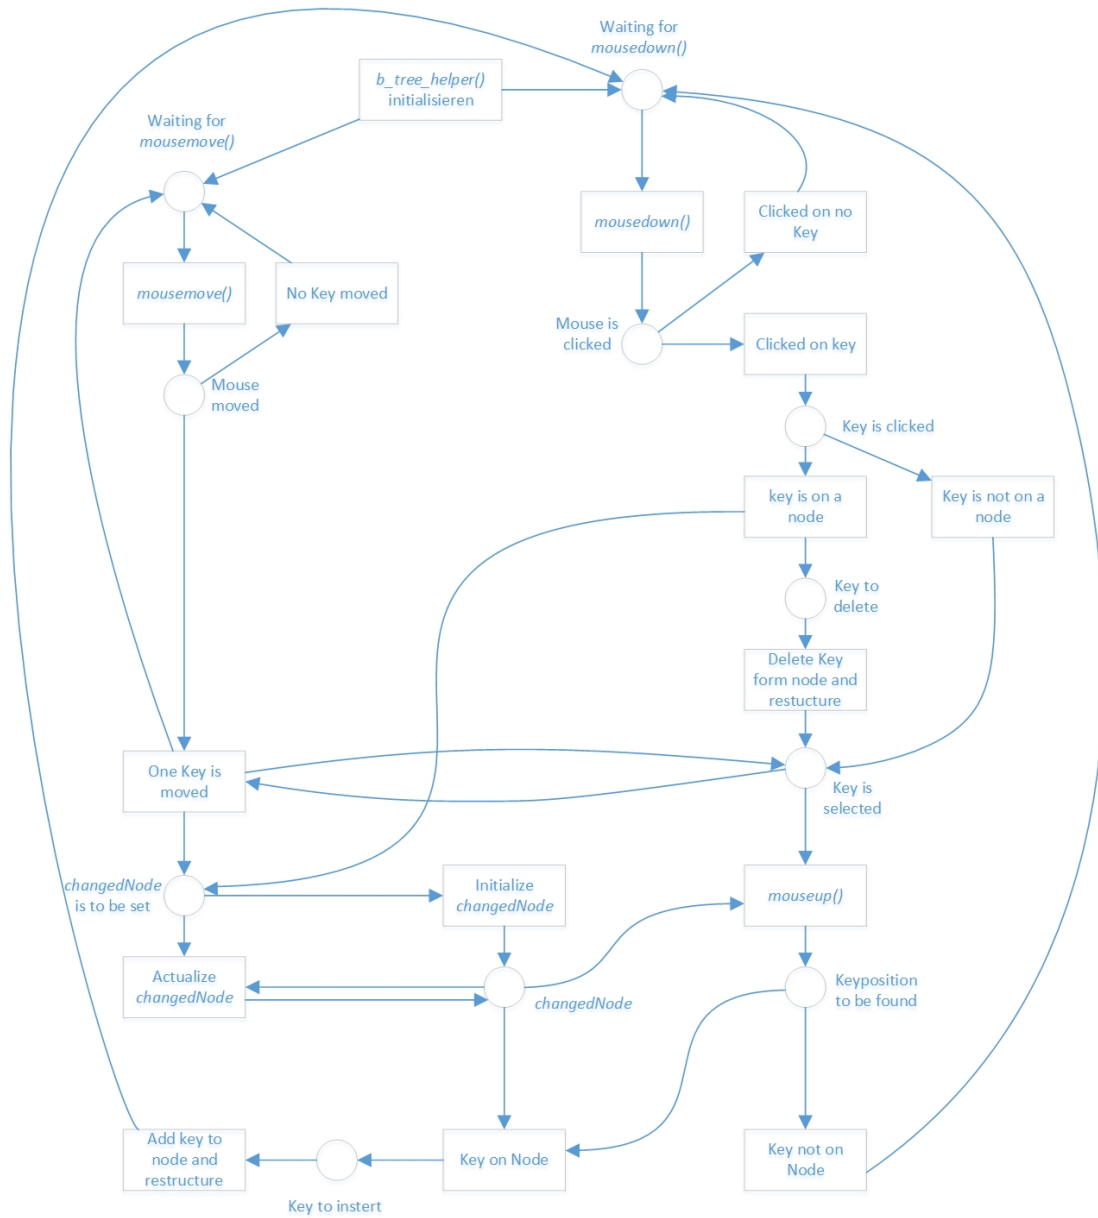 Waiting for
mousedown()
b_tree_helper()
initialisieren
Waiting for
mousemove()
mousedown()
Clicked on no
Key
mousemove()
No Key moved
Mouse is
clicked
Clicked on key
Mouse
moved
Key is clicked
key is on a
node
Key is not on a
node
Key to
delete
Delete Key
form node and
restucture
One Key is
moved
Key is
selected
changedNode
is to be set
Initialize
changedNode
mouseup()
Actualize
changedNode
changedNode
Keyposition
to be found
Add key to
node and
restructure
Key on Node
Key not on
Node
Key to instert